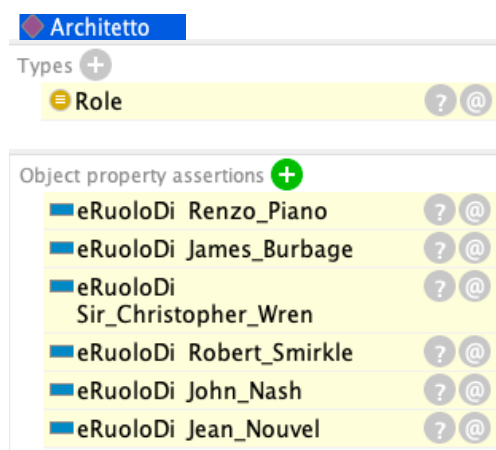 Architetto
Types
Role
? @
Object property assertions
eRuoloDi Renzo_Piano
? @
eRuoloDi James_Burbage
? @
eRuoloDi
? @
Sir_Christopher_Wren
eRuoloDi Robert_Smirkle
? @
eRuoloDi John_Nash
? @
eRuoloDi Jean_Nouvel
? @